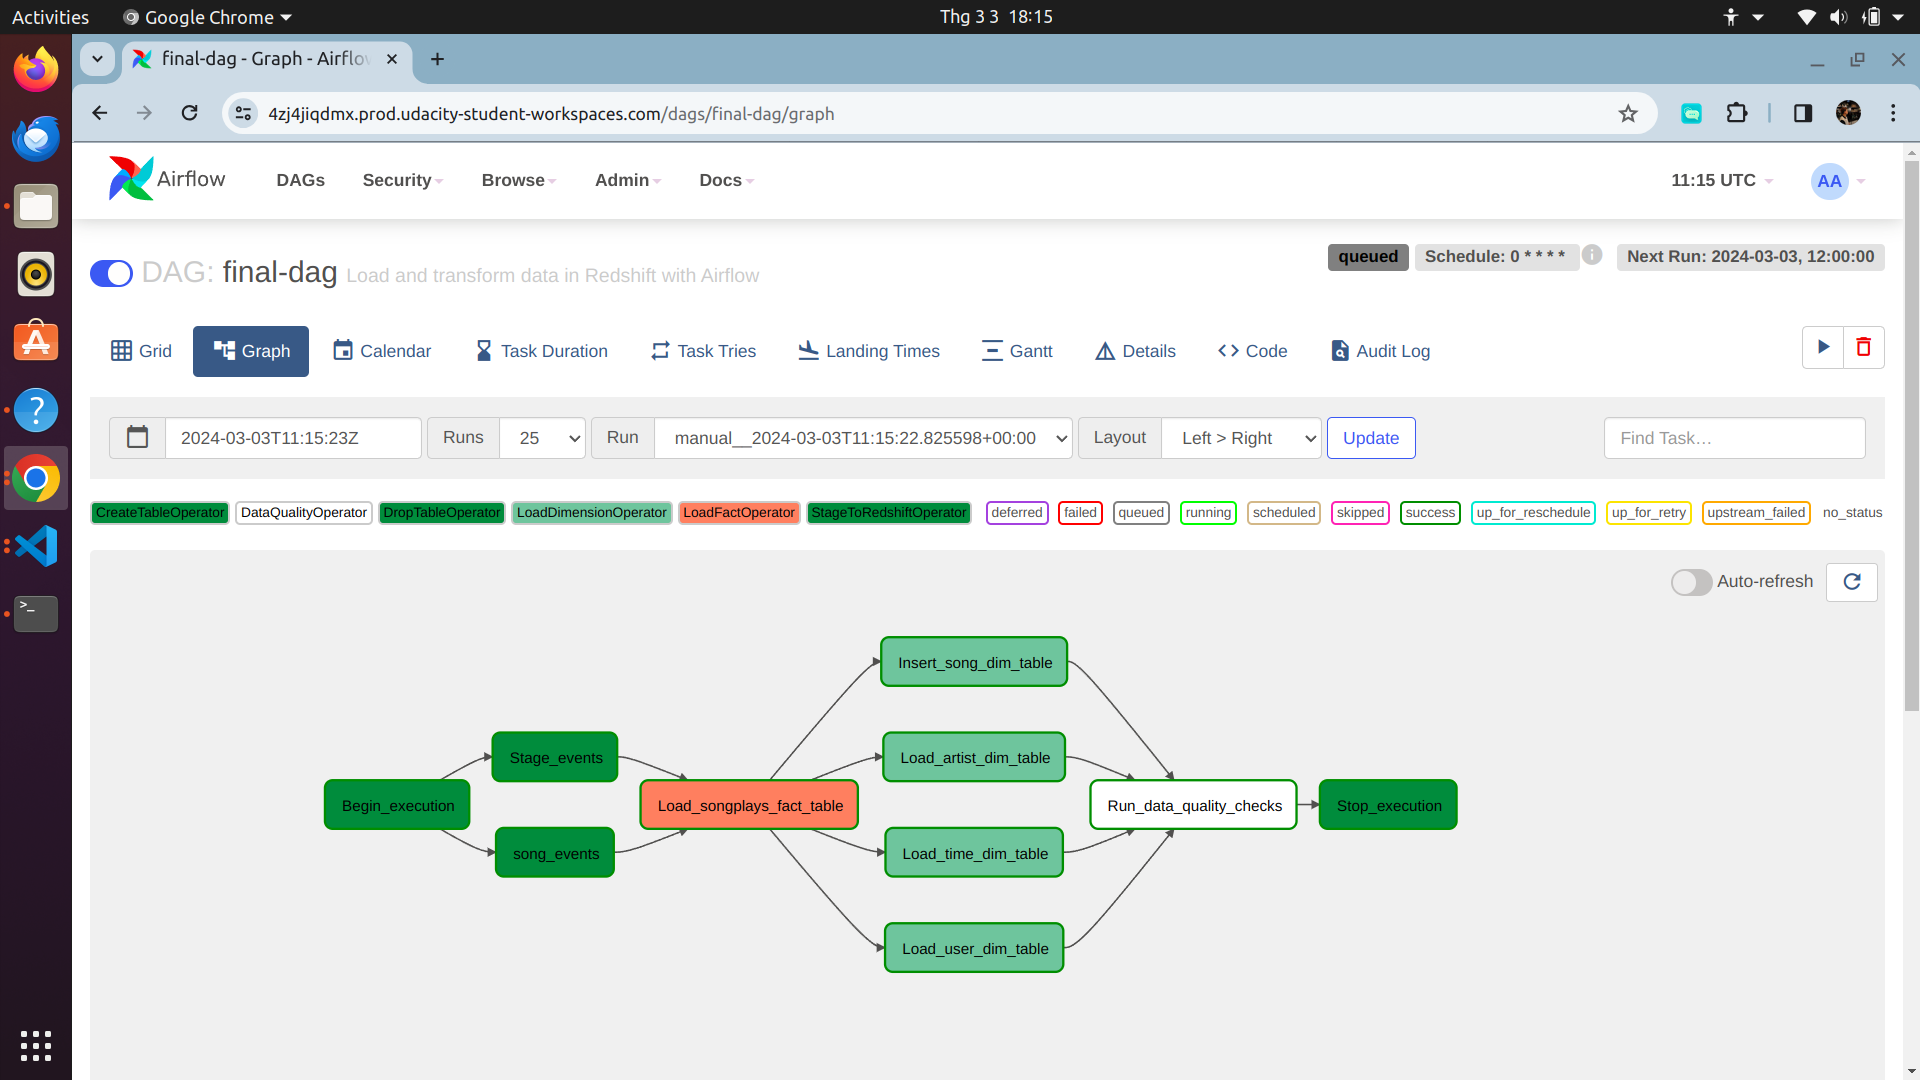 Activities
Google Chrome
Thg 3 3 18:15
final-dag - Graph - Airflo
4zj4jiqdmx.prod.udacity-student-workspaces.com/dags/final-dag/graph
Airflow DAGs Security Browse Admin Docs 11:15 UTC AA
DAG: final-dag Load and transform data in Redshift with Airflow
queued Schedule: 0 * * * * Next Run: 2024-03-03, 12:00:00
Grid Graph Calendar Task Duration Task Tries Landing Times Gantt Details Code Audit Log
2024-03-03T11:15:23Z Runs 25 Run manual__2024-03-03T11:15:22.825598+00:00 Layout Left > Right Update Find Task…
CreateTableOperator DataQualityOperator DropTableOperator LoadDimensionOperator LoadFactOperator StageToRedshiftOperator deferred failed queued running scheduled skipped success up_for_reschedule up_for_retry upstream_failed no_status
Auto-refresh
Begin_execution
Stage_events
song_events
Load_songplays_fact_table
Insert_song_dim_table
Load_artist_dim_table
Load_time_dim_table
Load_user_dim_table
Run_data_quality_checks
Stop_execution